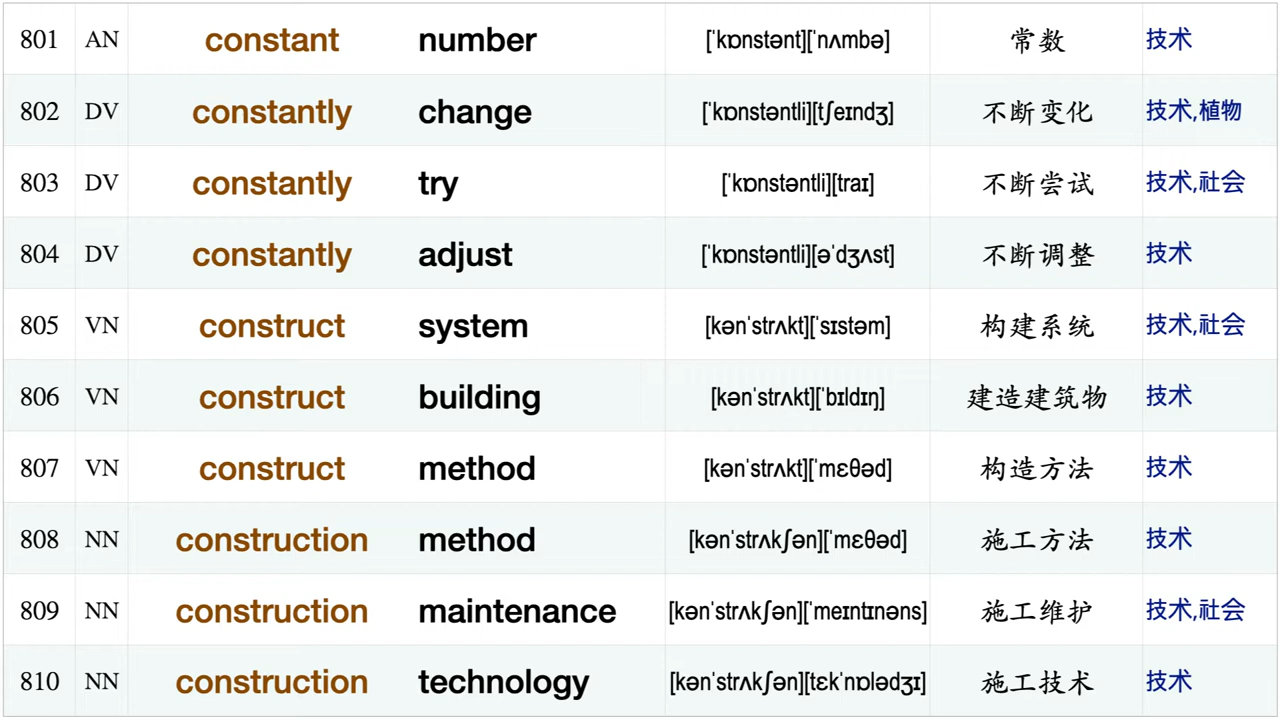 801 AN constant number [ˈkɒnstənt][ˈnʌmbə] 常数 技术
802 DV constantly change [ˈkɒnstəntli][tʃeɪndʒ] 不断变化 技术,植物
803 DV constantly try [ˈkɒnstəntli][traɪ] 不断尝试 技术,社会
804 DV constantly adjust [ˈkɒnstəntli][əˈdʒʌst] 不断调整 技术
805 VN construct system [kənˈstrʌkt][ˈsɪstəm] 构建系统 技术,社会
806 VN construct building [kənˈstrʌkt][ˈbɪldɪŋ] 建造建筑物 技术
807 VN construct method [kənˈstrʌkt][ˈmɛθəd] 构造方法 技术
808 NN construction method [kənˈstrʌkʃən][ˈmɛθəd] 施工方法 技术
809 NN construction maintenance [kənˈstrʌkʃən][ˈmeɪntɪnəns] 施工维护 技术,社会
810 NN construction technology [kənˈstrʌkʃən][tɛkˈnɒlədʒɪ] 施工技术 技术